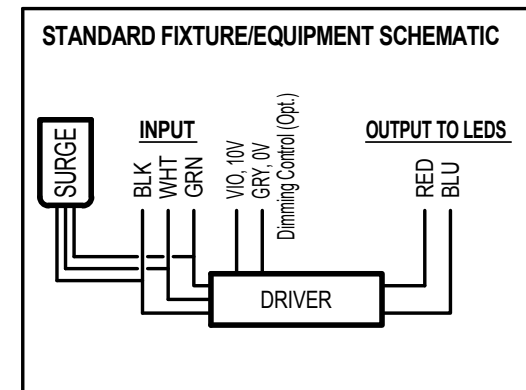 STANDARD FIXTURE/EQUIPMENT SCHEMATIC
SURGE
INPUT
BLK
WHT
GRN
VIO, 10V
GRY, 0V
Dimming Control (Opt.)
OUTPUT TO LEDS
RED
BLU
DRIVER